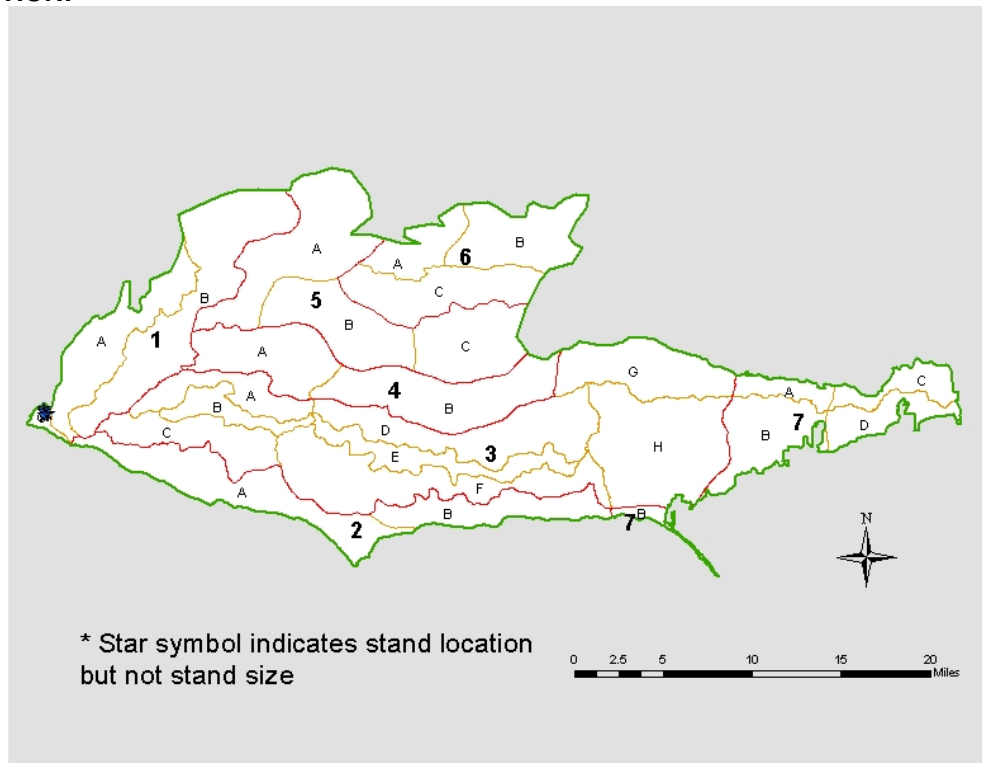 A
B
6
A
B
C
5
1
A
B
A
C
G
C
A
4
A
B
B
7
D
C
D
B
E
3
H
A
F
B
2
7
B
N
* Star symbol indicates stand location
but not stand size
0 2.5 5 10 15 20
Miles